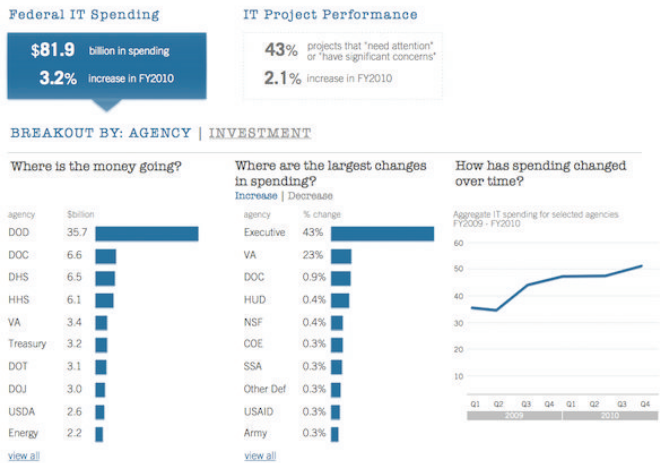 Federal IT Spending
IT Project Performance
$81.9 billion in spending
3.2% increase in FY2010
43% projects that "need attention"
or "have significant concerns"
2.1% increase in FY2010
BREAKOUT BY: AGENCY | INVESTMENT
Where is the money going?
agency $billion
DOD 35.7
DOC 6.6
DHS 6.5
HHS 6.1
VA 3.4
Treasury 3.2
DOT 3.1
DOJ 3.0
USDA 2.6
Energy 2.2
view all
Where are the largest changes
in spending?
Increase | Decrease
agency % change
Executive 43%
VA 23%
DOC 0.9%
HUD 0.4%
NSF 0.4%
COE 0.3%
SSA 0.3%
Other Def 0.3%
USAID 0.3%
Army 0.3%
view all
How has spending changed
over time?
Aggregate IT spending for selected agencies
FY2009 - FY2010
60
50
40
30
20
10
Q1 Q2 Q3 Q4 Q1 Q2 Q3 Q4
2009 2010